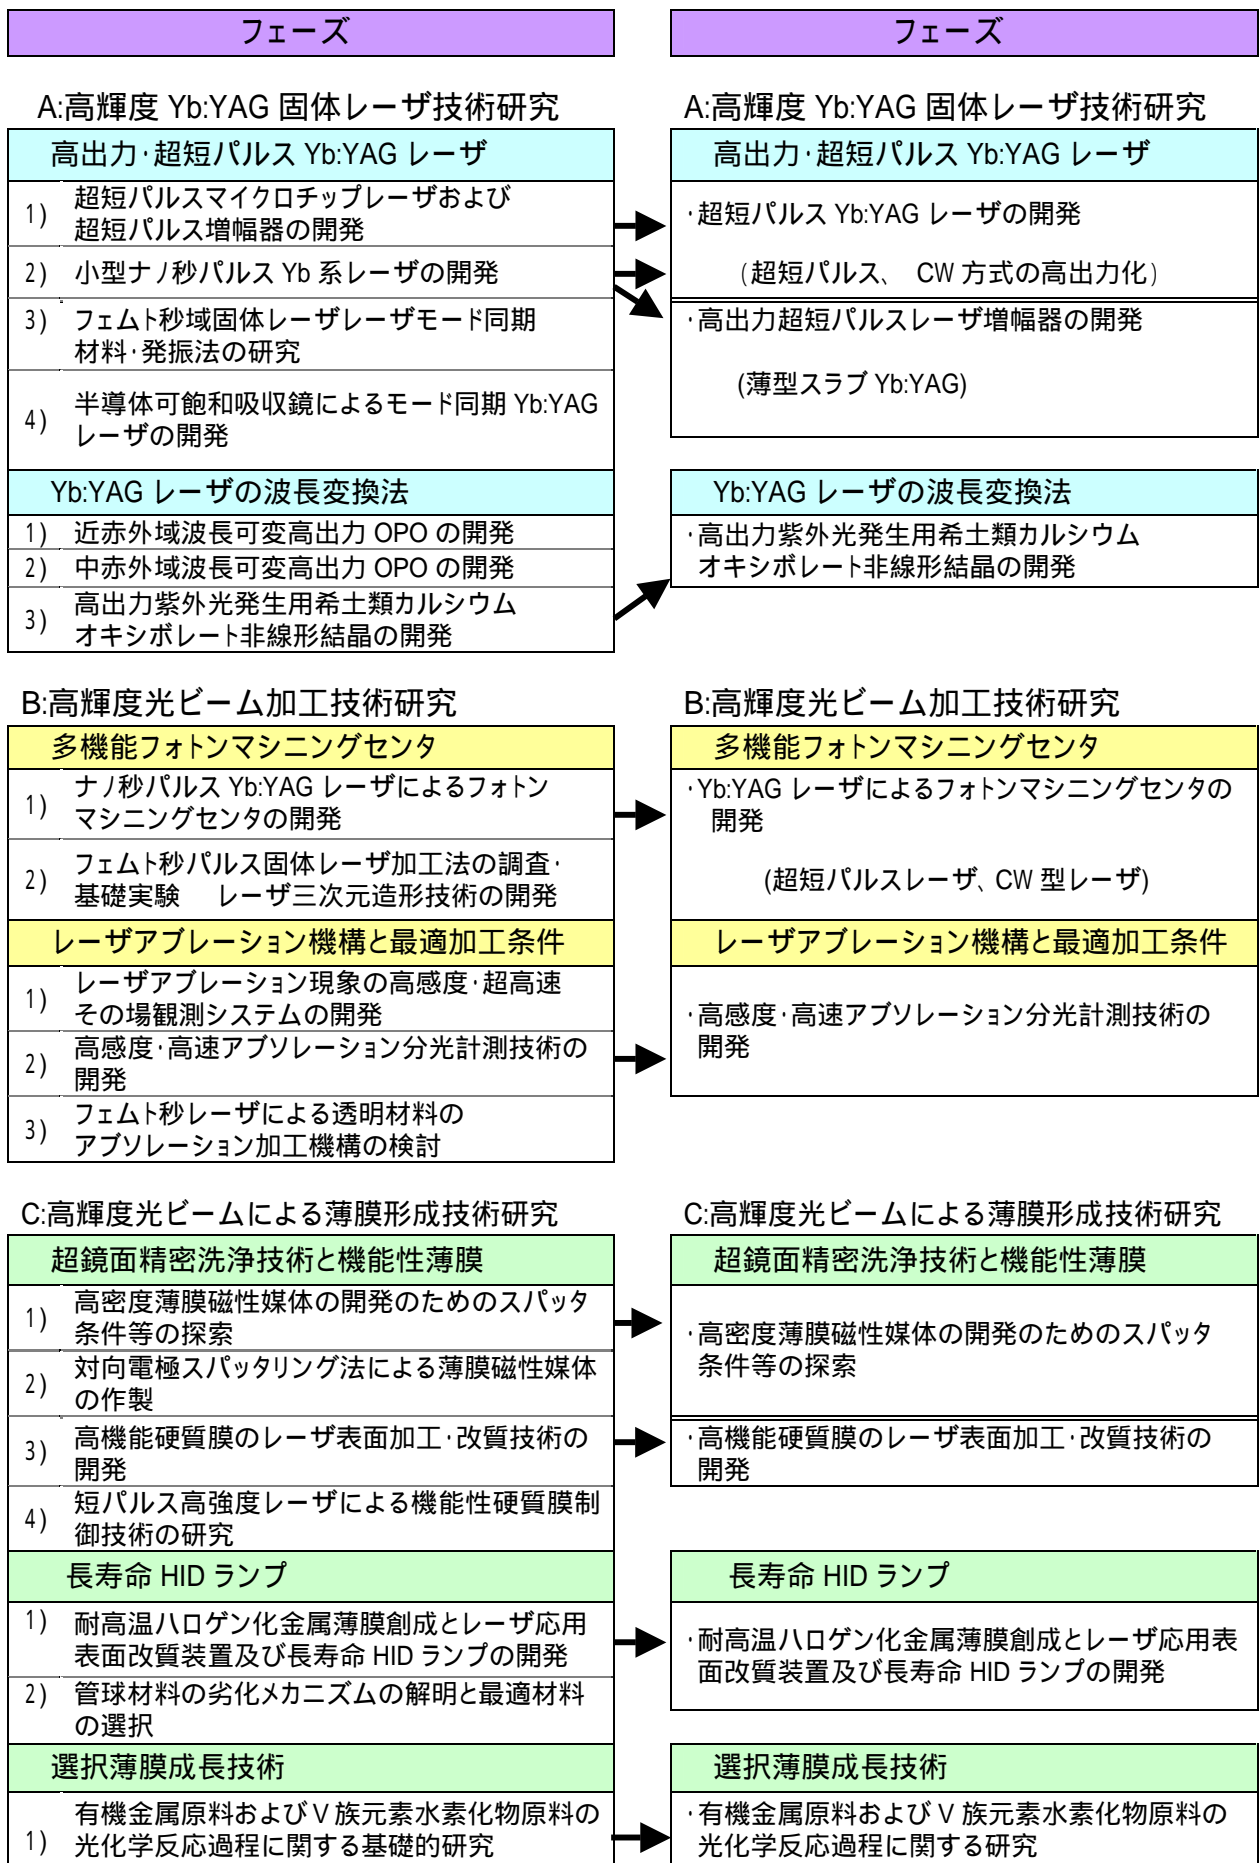 フェーズ
A:高輝度 Yb:YAG 固体レーザ技術研究
高出力・超短パルス Yb:YAG レーザ
1) 超短パルスマイクロチップレーザおよび
超短パルス増幅器の開発
2) 小型ナノ秒パルス Yb 系レーザの開発
3) フェムト秒域固体レーザレーザモード同期
材料・発振法の研究
4) 半導体可飽和吸収鏡によるモード同期 Yb:YAG
レーザの開発
Yb:YAG レーザの波長変換法
1) 近赤外域波長可変高出力 OPO の開発
2) 中赤外域波長可変高出力 OPO の開発
3) 高出力紫外光発生用希土類カルシウム
オキシボレート非線形結晶の開発
B:高輝度光ビーム加工技術研究
多機能フォトンマシニングセンタ
1) ナノ秒パルス Yb:YAG レーザによるフォトン
マシニングセンタの開発
2) フェムト秒パルス固体レーザ加工法の調査・
基礎実験 レーザ三次元造形技術の開発
レーザアブレーション機構と最適加工条件
1) レーザアブレーション現象の高感度・超高速
その場観測システムの開発
2) 高感度・高速アブソレーション分光計測技術の
開発
3) フェムト秒レーザによる透明材料の
アブソレーション加工機構の検討
C:高輝度光ビームによる薄膜形成技術研究
超鏡面精密洗浄技術と機能性薄膜
1) 高密度薄膜磁性媒体の開発のためのスパッタ
条件等の探索
2) 対向電極スパッタリング法による薄膜磁性媒体
の作製
3) 高機能硬質膜のレーザ表面加工・改質技術の
開発
4) 短パルス高強度レーザによる機能性硬質膜制
御技術の研究
長寿命 HID ランプ
1) 耐高温ハロゲン化金属薄膜創成とレーザ応用
表面改質装置及び長寿命 HID ランプの開発
2) 管球材料の劣化メカニズムの解明と最適材料
の選択
選択薄膜成長技術
1) 有機金属原料およびV 族元素水素化物原料の
光化学反応過程に関する基礎的研究
フェーズ
A:高輝度 Yb:YAG 固体レーザ技術研究
高出力・超短パルス Yb:YAG レーザ
・超短パルス Yb:YAG レーザの開発
(超短パルス、 CW 方式の高出力化)
・高出力超短パルスレーザ増幅器の開発
(薄型スラブ Yb:YAG)
Yb:YAG レーザの波長変換法
・高出力紫外光発生用希土類カルシウム
オキシボレート非線形結晶の開発
B:高輝度光ビーム加工技術研究
多機能フォトンマシニングセンタ
・Yb:YAG レーザによるフォトンマシニングセンタの
開発
(超短パルスレーザ、CW 型レーザ)
レーザアブレーション機構と最適加工条件
・高感度・高速アブソレーション分光計測技術の
開発
C:高輝度光ビームによる薄膜形成技術研究
超鏡面精密洗浄技術と機能性薄膜
・高密度薄膜磁性媒体の開発のためのスパッタ
条件等の探索
・高機能硬質膜のレーザ表面加工・改質技術の
開発
長寿命 HID ランプ
・耐高温ハロゲン化金属薄膜創成とレーザ応用表
面改質装置及び長寿命 HID ランプの開発
選択薄膜成長技術
・有機金属原料および V 族元素水素化物原料の
光化学反応過程に関する研究